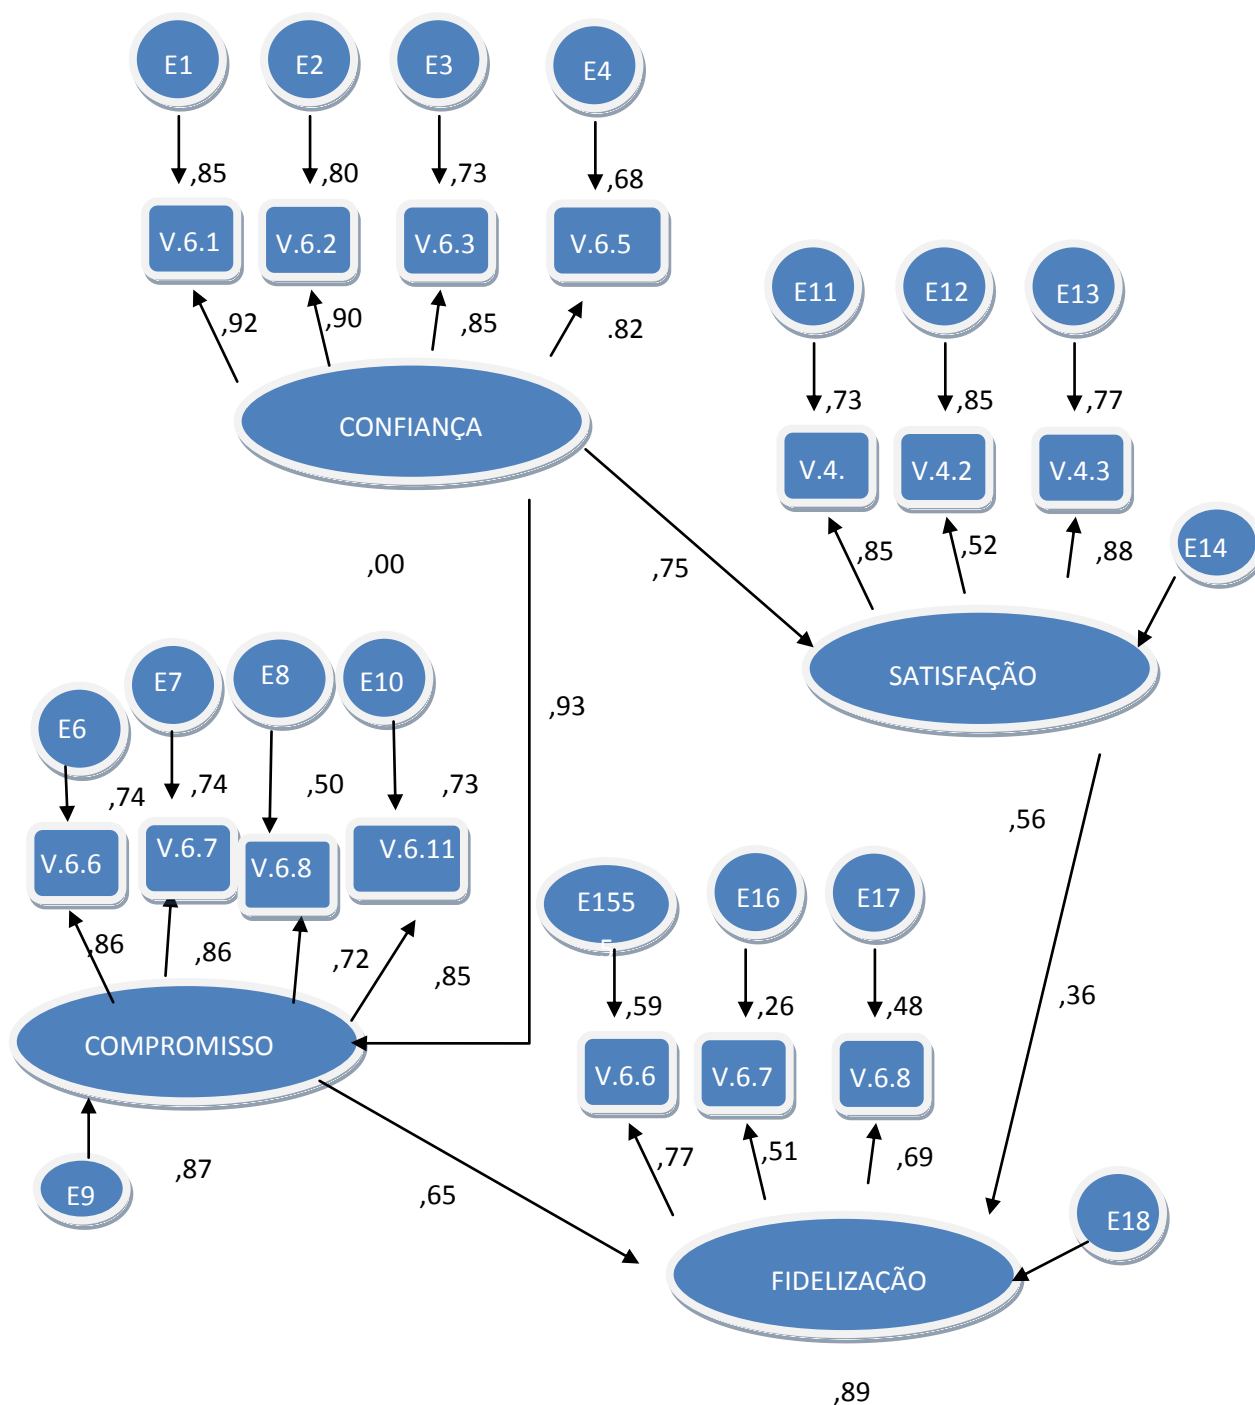 E1
E2
E3
E4
,85
,80
,73
,68
V.6.1
V.6.2
V.6.3
V.6.5
,92
,90
,85
.82
CONFIANÇA
E11
E12
E13
,73
,85
,77
V.4.
V.4.2
V.4.3
,85
,52
,88
E14
,00
,75
SATISFAÇÃO
,93
E6
E7
E8
E10
,74
,74
,50
,73
V.6.6
V.6.7
V.6.8
V.6.11
,86
,86
,72
,85
,56
E155
E16
E17
,59
,26
,48
,36
COMPROMISSO
V.6.6
V.6.7
V.6.8
,77
,51
,69
E9
,87
,65
E18
FIDELIZAÇÃO
,89